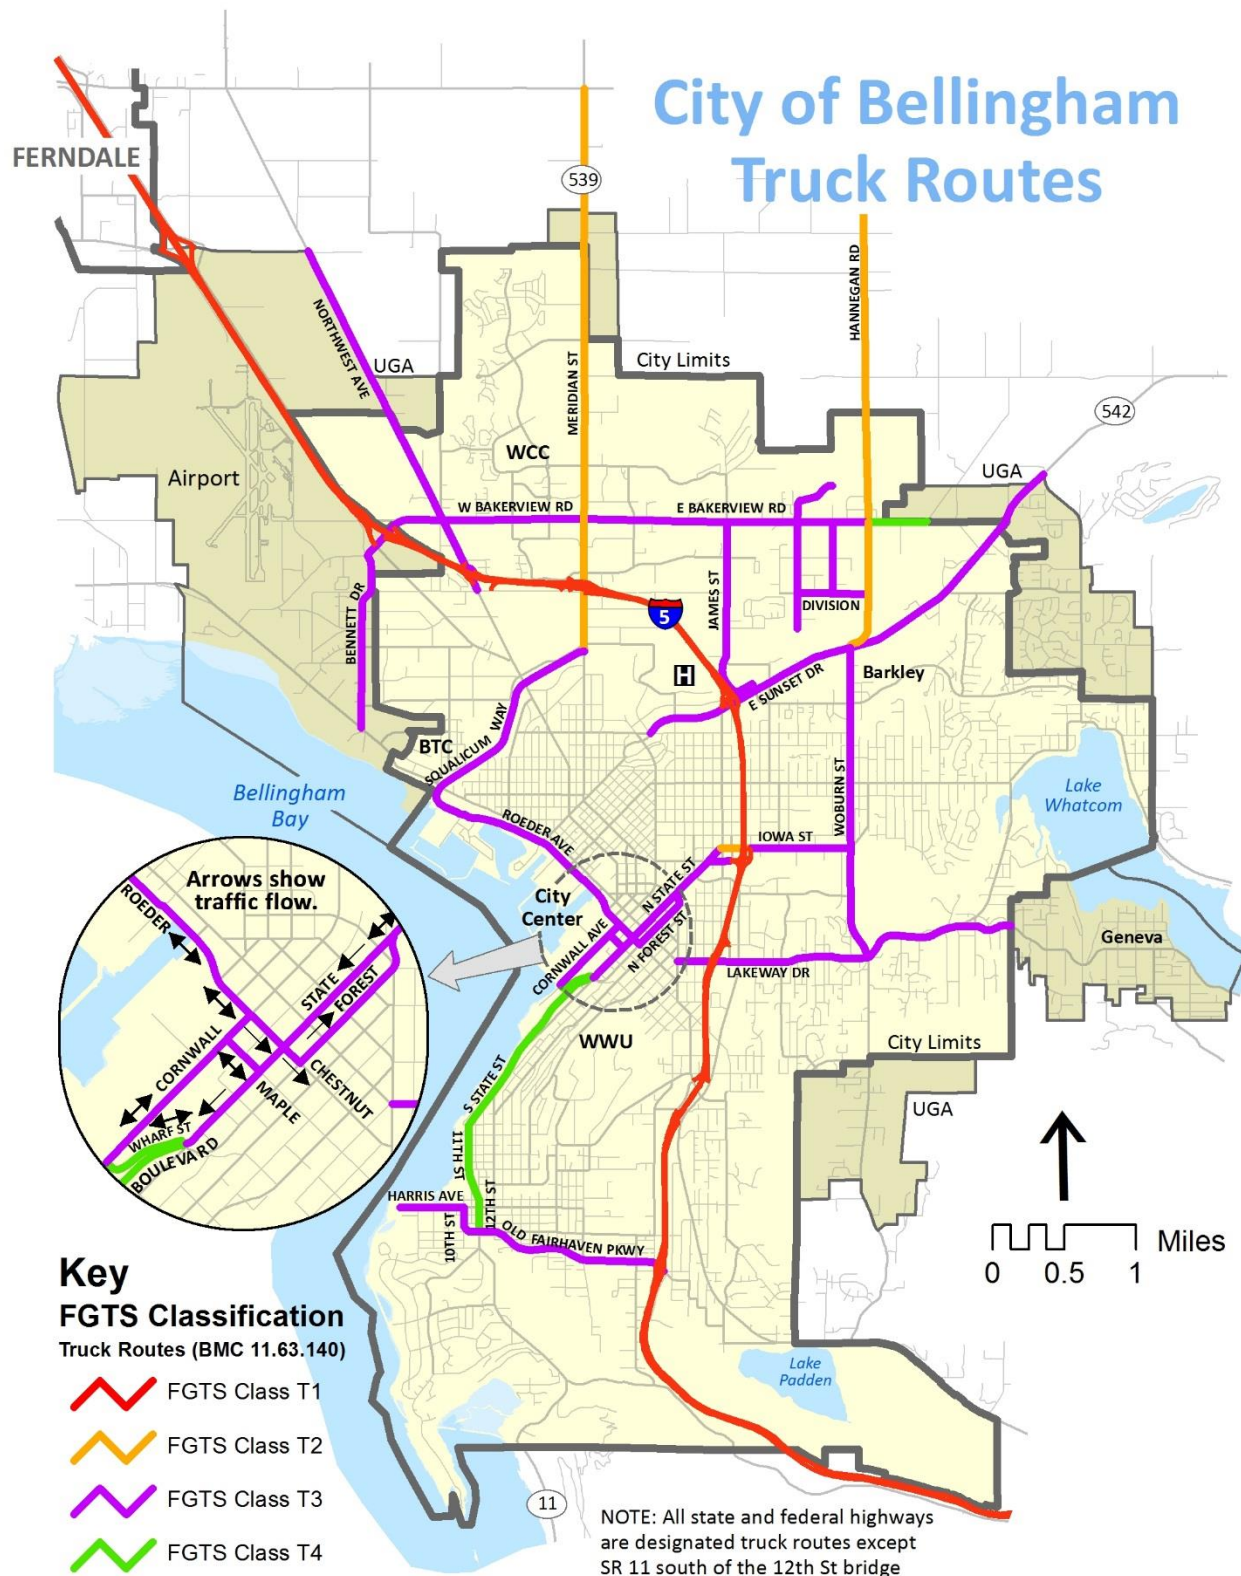 City of Bellingham
Truck Routes
FERNDALE
539
HANNEGAN RD
NORTHWEST AVE
UGA
MERIDIAN ST
City Limits
542
WCC
Airport
UGA
W BAKERVIEW RD
E BAKERVIEW RD
BENNETT DR
JAMES ST
DIVISION
5
H
E SUNSET DR
Barkley
BTC
SQUALICUM WAY
WOBURN ST
Bellingham
Bay
Lake
Whatcom
ROEDER AVE
IOWA ST
N STATE ST
City
Center
CORNWALL AVE
N FOREST ST
LAKEWAY DR
Geneva
Arrows show
traffic flow.
ROEDER
STATE
FOREST
CORNWALL
CHESTNUT
MAPLE
WHARF ST
BOULEVARD
WWU
City Limits
UGA
S STATE ST
11TH ST
12TH ST
HARRIS AVE
10TH ST
OLD FAIRHAVEN PKWY
Miles
0 0.5 1
Key
FGTS Classification
Truck Routes (BMC 11.63.140)
FGTS Class T1
FGTS Class T2
FGTS Class T3
FGTS Class T4
Lake
Padden
11
NOTE: All state and federal highways
are designated truck routes except
SR 11 south of the 12th St bridge